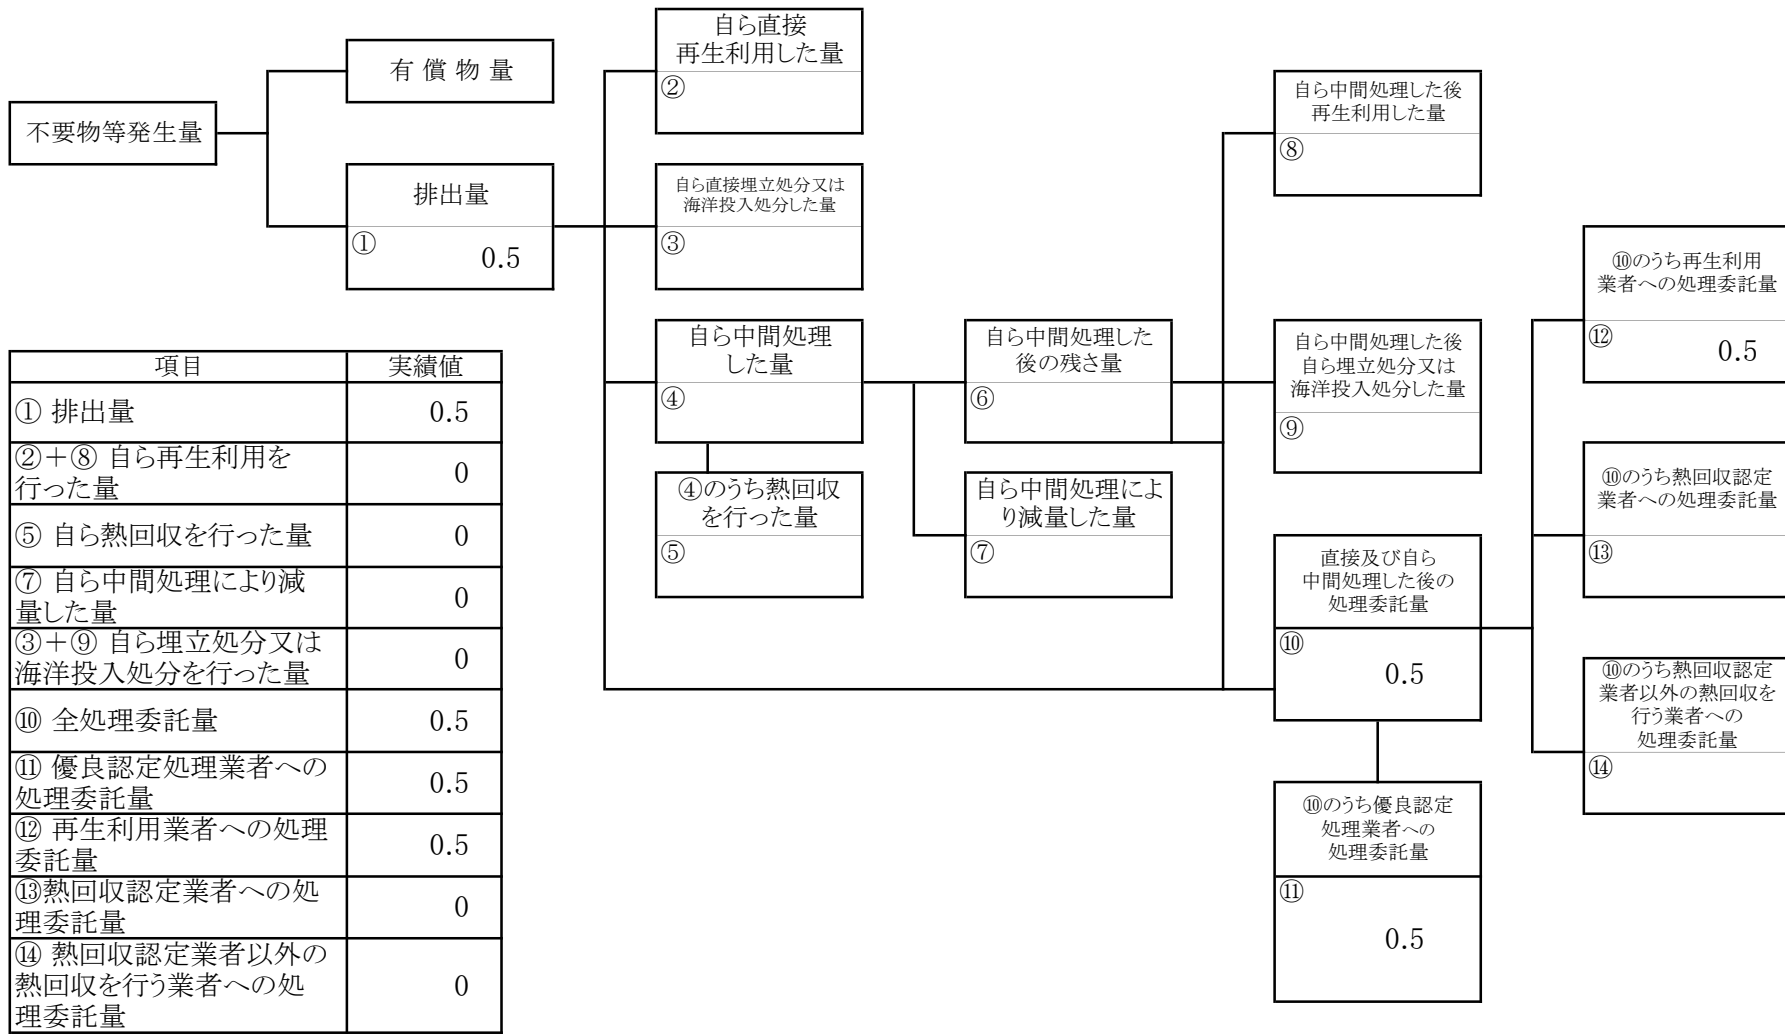 不要物等発生量
有 償 物 量
排出量
①
0.5
自ら直接
再生利用した量
②
自ら直接埋立処分又は
海洋投入処分した量
③
自ら中間処理
した量
④
④のうち熱回収
を行った量
⑤
自ら中間処理した
後の残さ量
⑥
自ら中間処理によ
り減量した量
⑦
自ら中間処理した後
再生利用した量
⑧
自ら中間処理した後
自ら埋立処分又は
海洋投入処分した量
⑨
直接及び自ら
中間処理した後の
処理委託量
⑩
0.5
⑩のうち優良認定
処理業者への
処理委託量
⑪
0.5
⑩のうち再生利用
業者への処理委託量
⑫
0.5
⑩のうち熱回収認定
業者への処理委託量
⑬
⑩のうち熱回収認定
業者以外の熱回収を
行う業者への
処理委託量
⑭
項目 実績値
① 排出量 0.5
②+⑧ 自ら再生利用を
行った量 0
⑤ 自ら熱回収を行った量 0
⑦ 自ら中間処理により減
量した量 0
③+⑨ 自ら埋立処分又は
海洋投入処分を行った量 0
⑩ 全処理委託量 0.5
⑪ 優良認定処理業者への
処理委託量 0.5
⑫ 再生利用業者への処理
委託量 0.5
⑬熱回収認定業者への処
理委託量 0
⑭ 熱回収認定業者以外の
熱回収を行う業者への処
理委託量 0